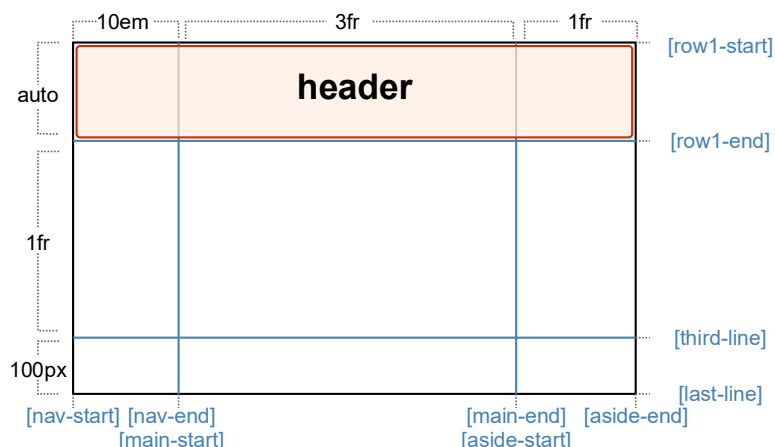 10em 3fr 1fr
[row1-start]
auto header
[row1-end]
1fr
[third-line]
100px
[last-line]
[nav-start] [nav-end] [main-end] [aside-end]
[main-start] [aside-start]